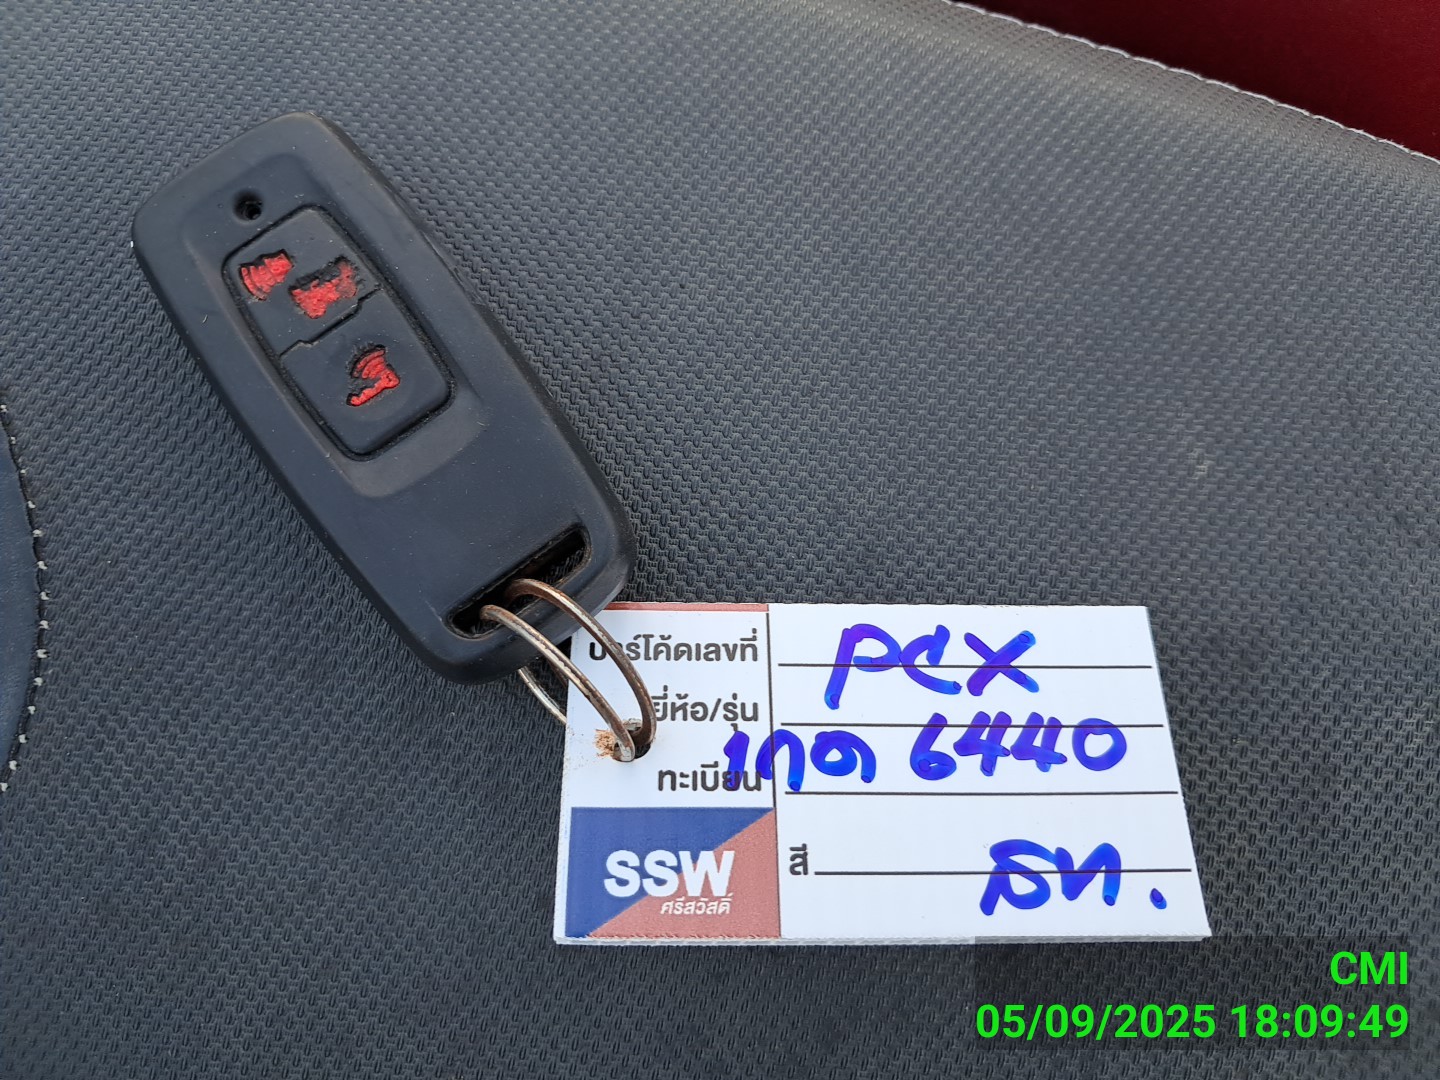 บาร์โค้ดเลขที่ PCX
ยี่ห้อ/รุ่น
ทะเบียน 1กด 6440
สี สท.
SSW
ศรีสวัสดิ์
CMI
05/09/2025 18:09:49